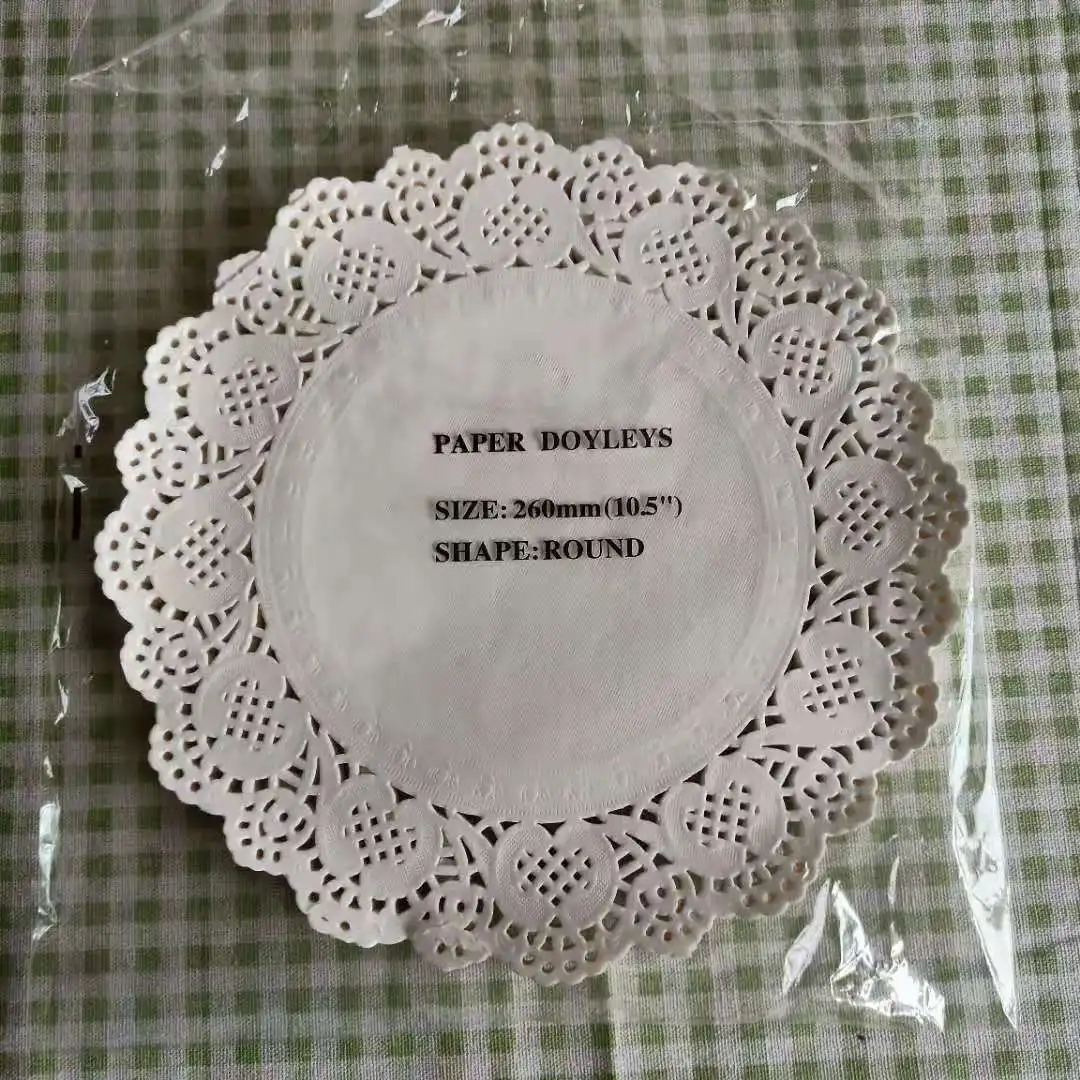 PAPER DOYLEYS
SIZE: 260mm(10.5")
SHAPE:ROUND